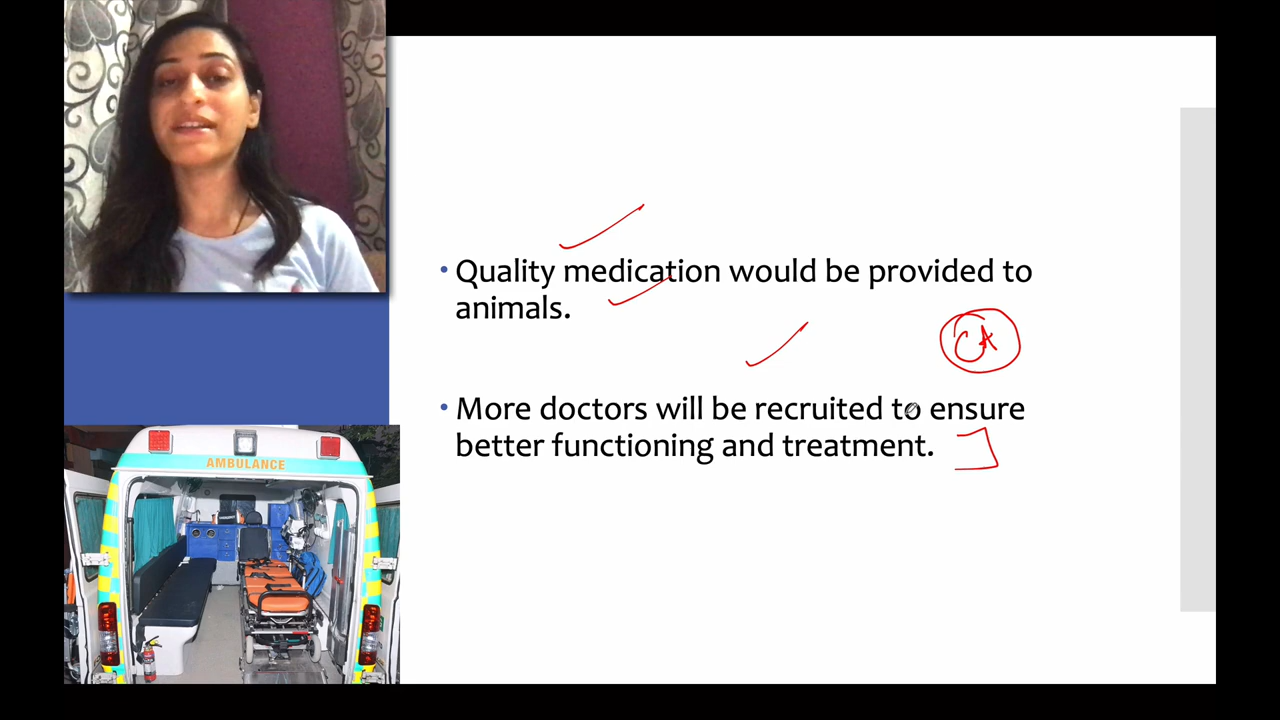 • Quality medication would be provided to
animals.
CA
• More doctors will be recruited to ensure
better functioning and treatment.
AMBULANCE